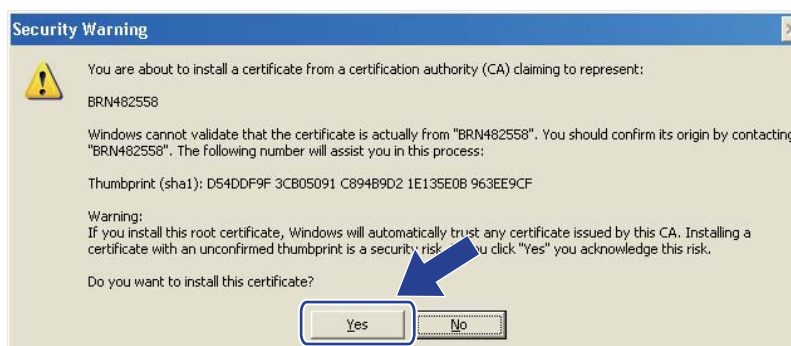 Security Warning
You are about to install a certificate from a certification authority (CA) claiming to represent:
BRN482558
Windows cannot validate that the certificate is actually from "BRN482558". You should confirm its origin by contacting
"BRN482558". The following number will assist you in this process:
Thumbprint (sha1): D54DDF9F 3CB05091 C894B9D2 1E135E0B 963EE9CF
Warning:
If you install this root certificate, Windows will automatically trust any certificate issued by this CA. Installing a
certificate with an unconfirmed thumbprint is a security risk. click "Yes" you acknowledge this risk.
Do you want to install this certificate?
Yes No